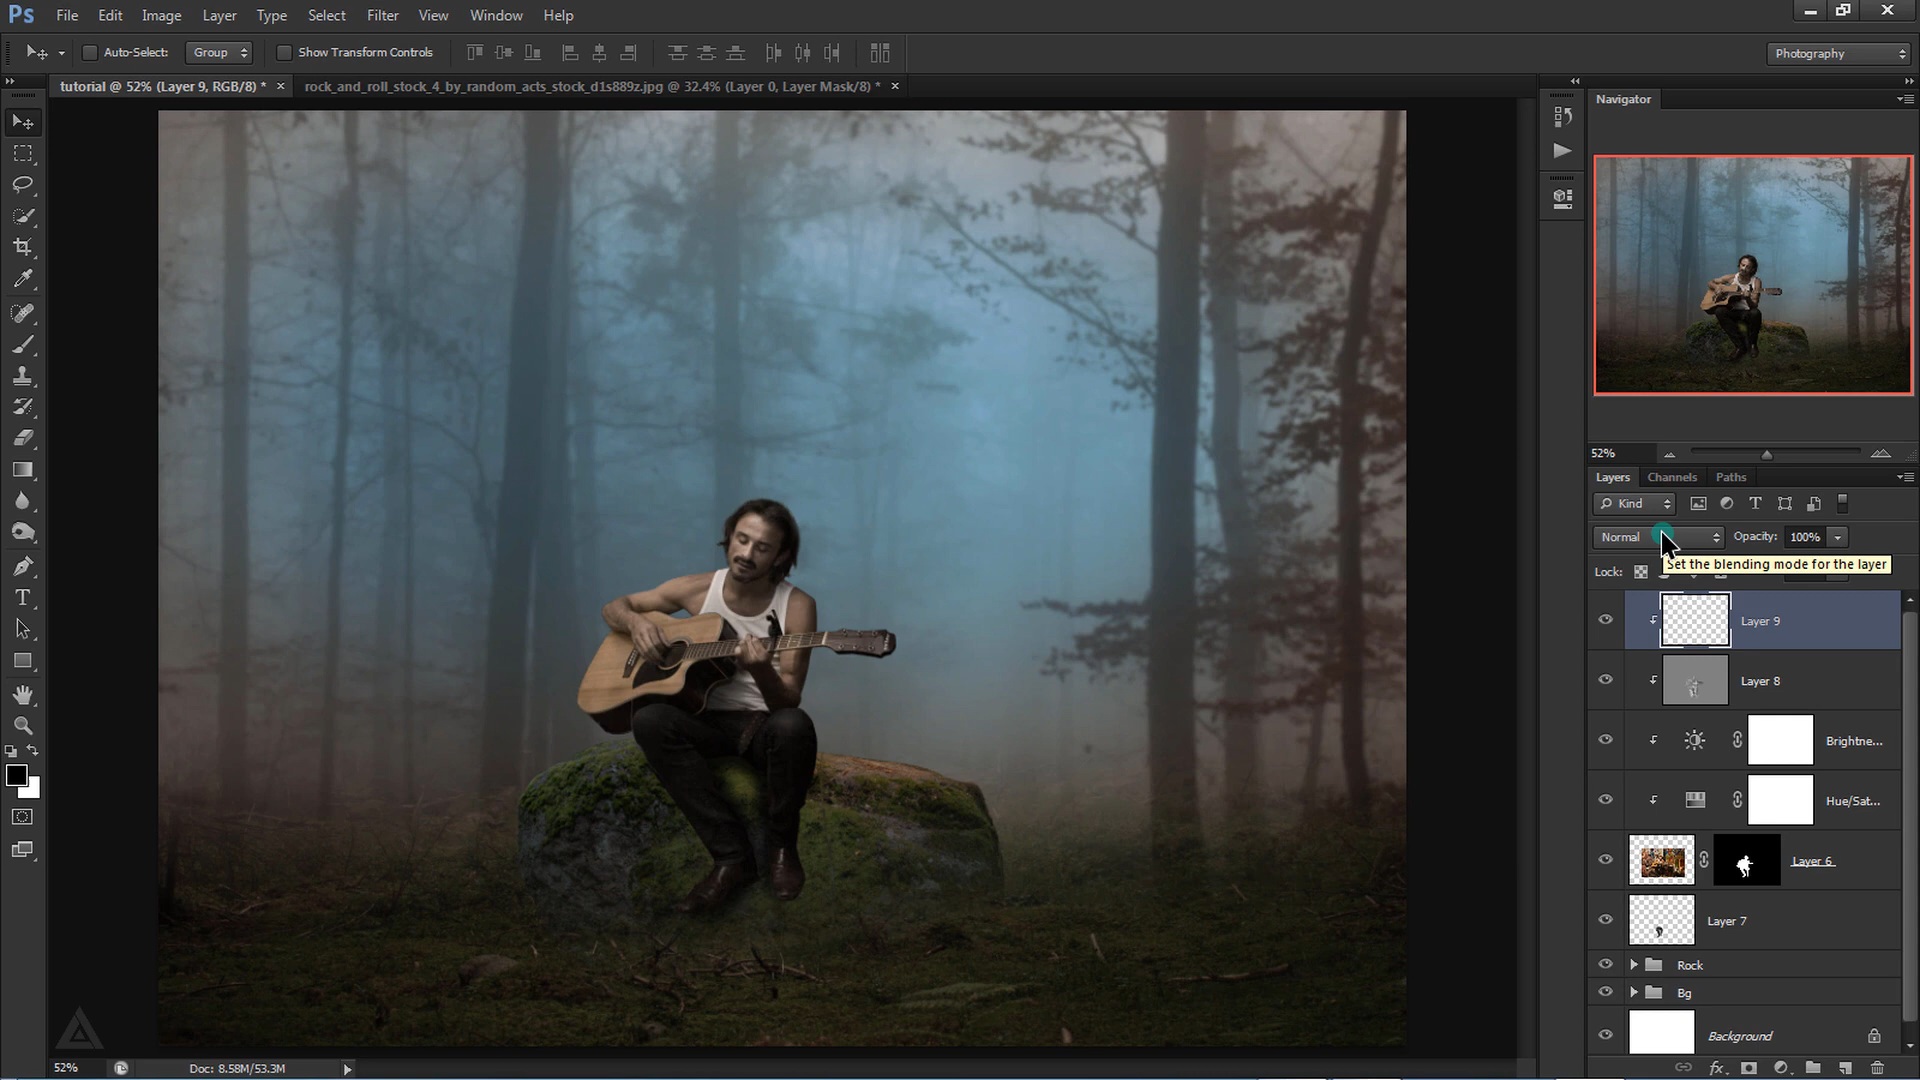 Ps File Edit Image Layer Type Select Filter View Window Help
Auto-Select: Group Show Transform Controls Photography
tutorial @ 52% (Layer 9, RGB/8) * × rock_and_roll_stock_4_by_random_acts_stock_d1s889z.jpg @ 32.4% (Layer 0, Layer Mask/8) * ×
Navigator
52%
Layers Channels Paths
Kind
Normal Opacity: 100%
Set the blending mode for the layer
Lock:
Layer 9
Layer 8
Brightne...
Hue/Sat...
Layer 6
Layer 7
Rock
Bg
Background
52% Doc: 8.58M/53.3M